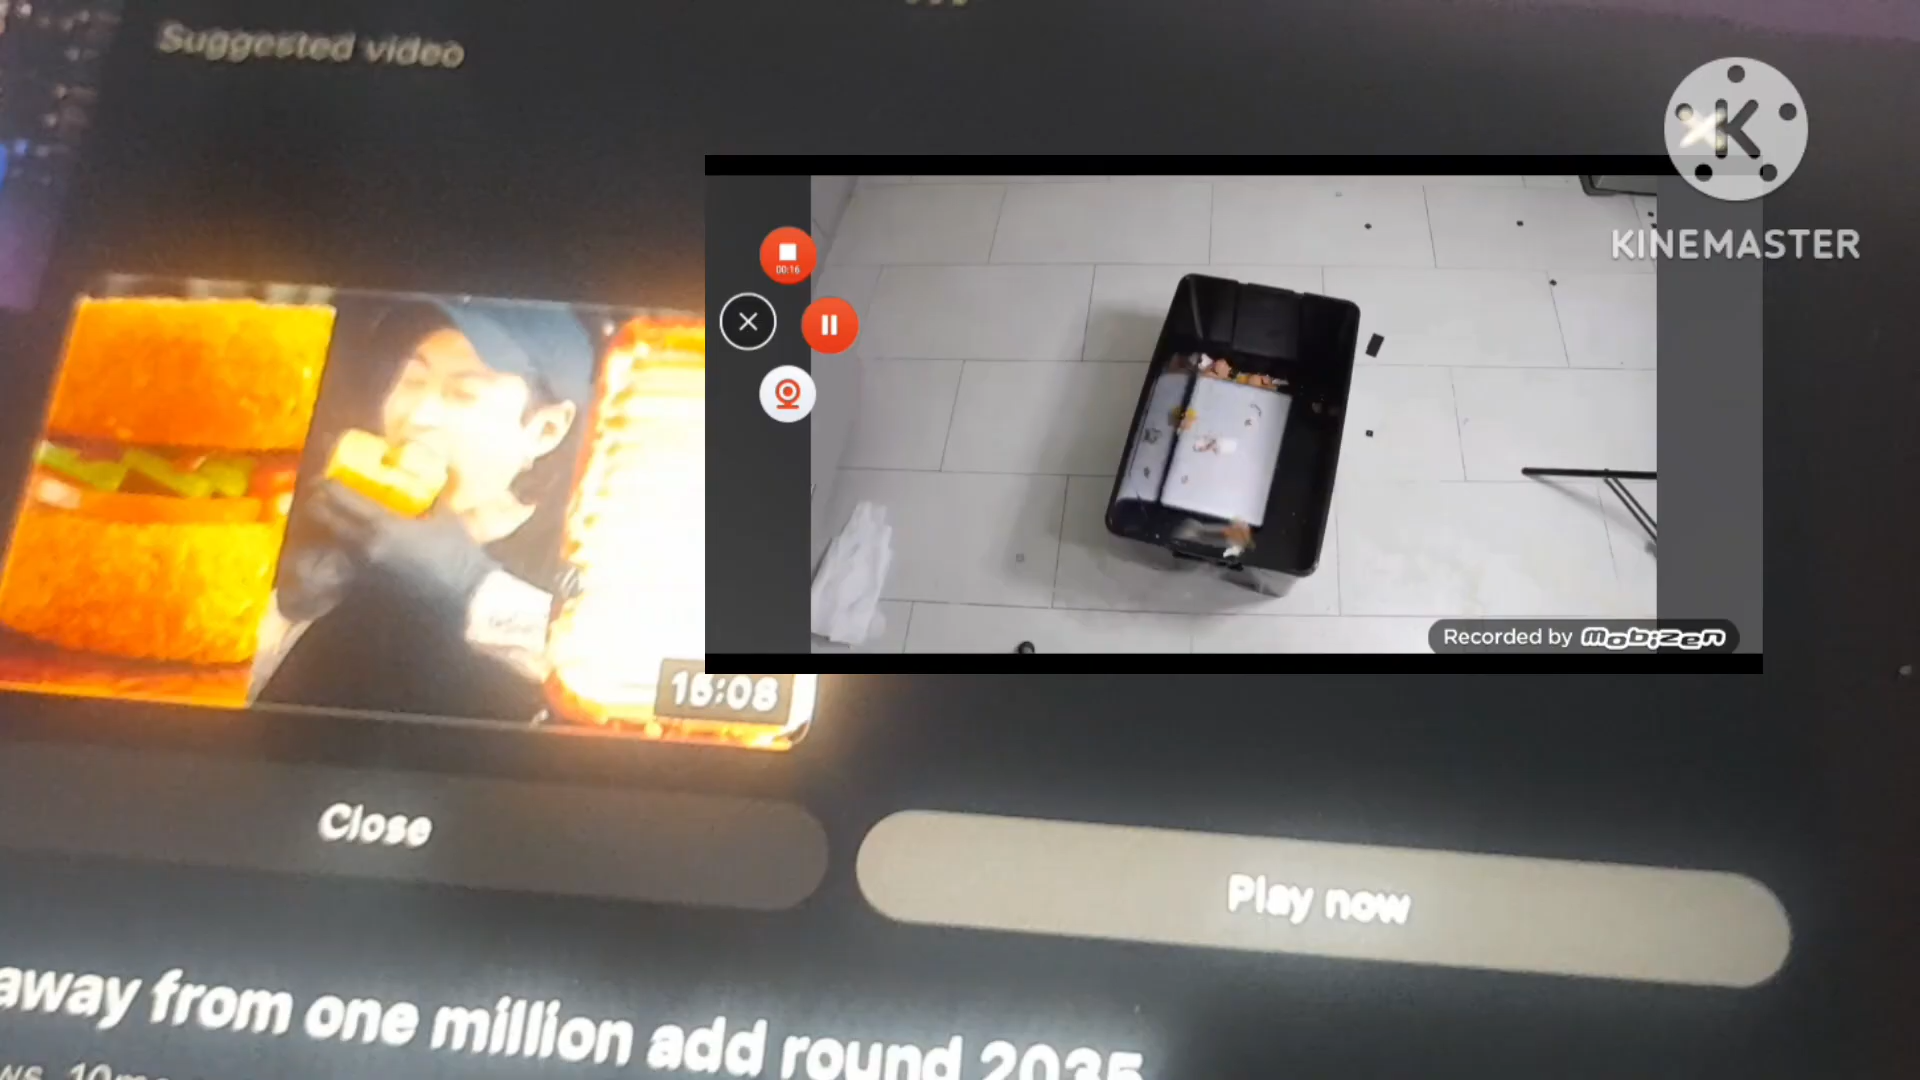 Suggested video
KINEMASTER
00:16
Recorded by mobizen
15:08
Close
Play now
away from one million add round 2035